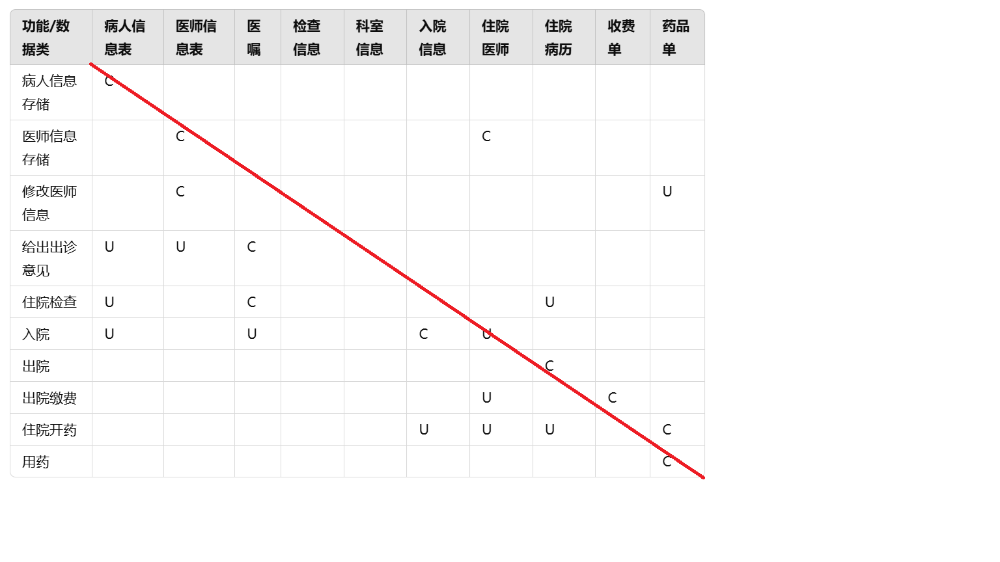 功能/数据类 病人信息表 医师信息表 医嘱 检查信息 科室信息 入院信息 住院医师 住院病历 收费单 药品单
病人信息存储 C
医师信息存储 C C
修改医师信息 C U
给出出诊意见 U U C
住院检查 U C U
入院 U U C U
出院 C
出院缴费 U C
住院开药 U U U C
用药 C